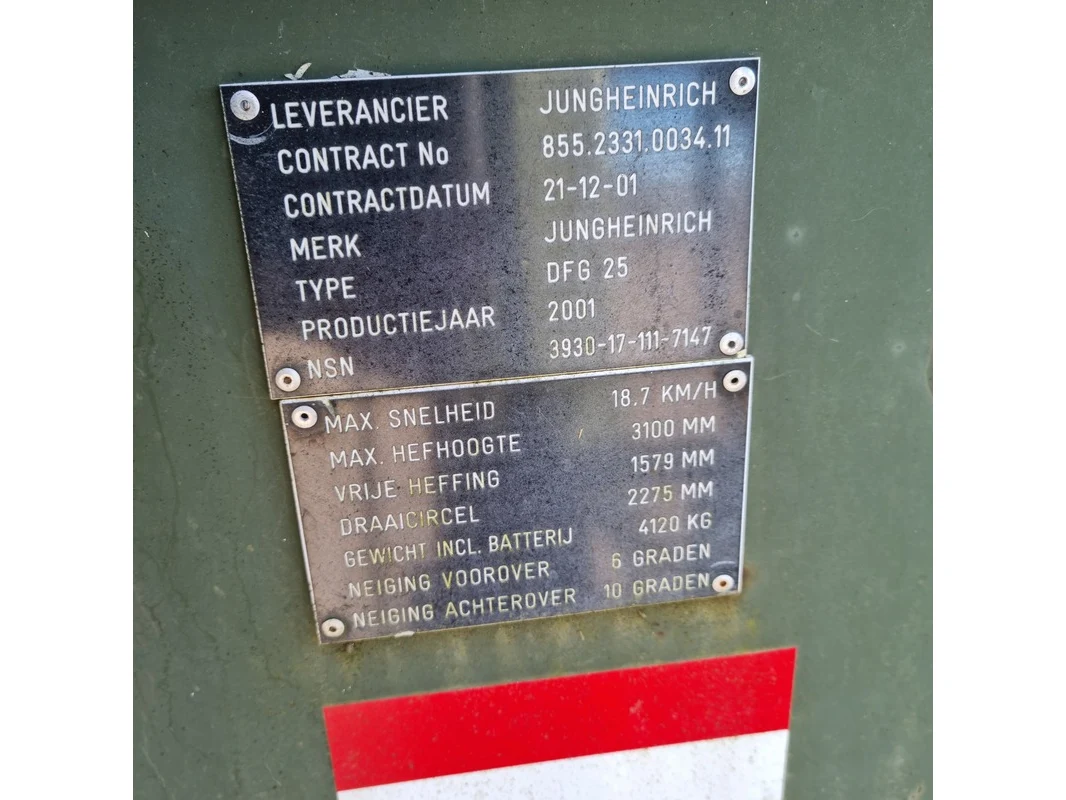 LEVERANCIER JUNGHEINRICH
CONTRACT No 855.2331.0034.11
CONTRACTDATUM 21-12-01
MERK JUNGHEINRICH
TYPE DFG 25
PRODUCTIEJAAR 2001
NSN 3930-17-111-7147
MAX. SNELHEID 18.7 KM/H
MAX. HEFHOOGTE 3100 MM
VRIJE HEFFING 1579 MM
DRAAICIRCEL 2275 MM
GEWICHT INCL. BATTERIJ 4120 KG
NEIGING VOOROVER 6 GRADEN
NEIGING ACHTEROVER 10 GRADEN